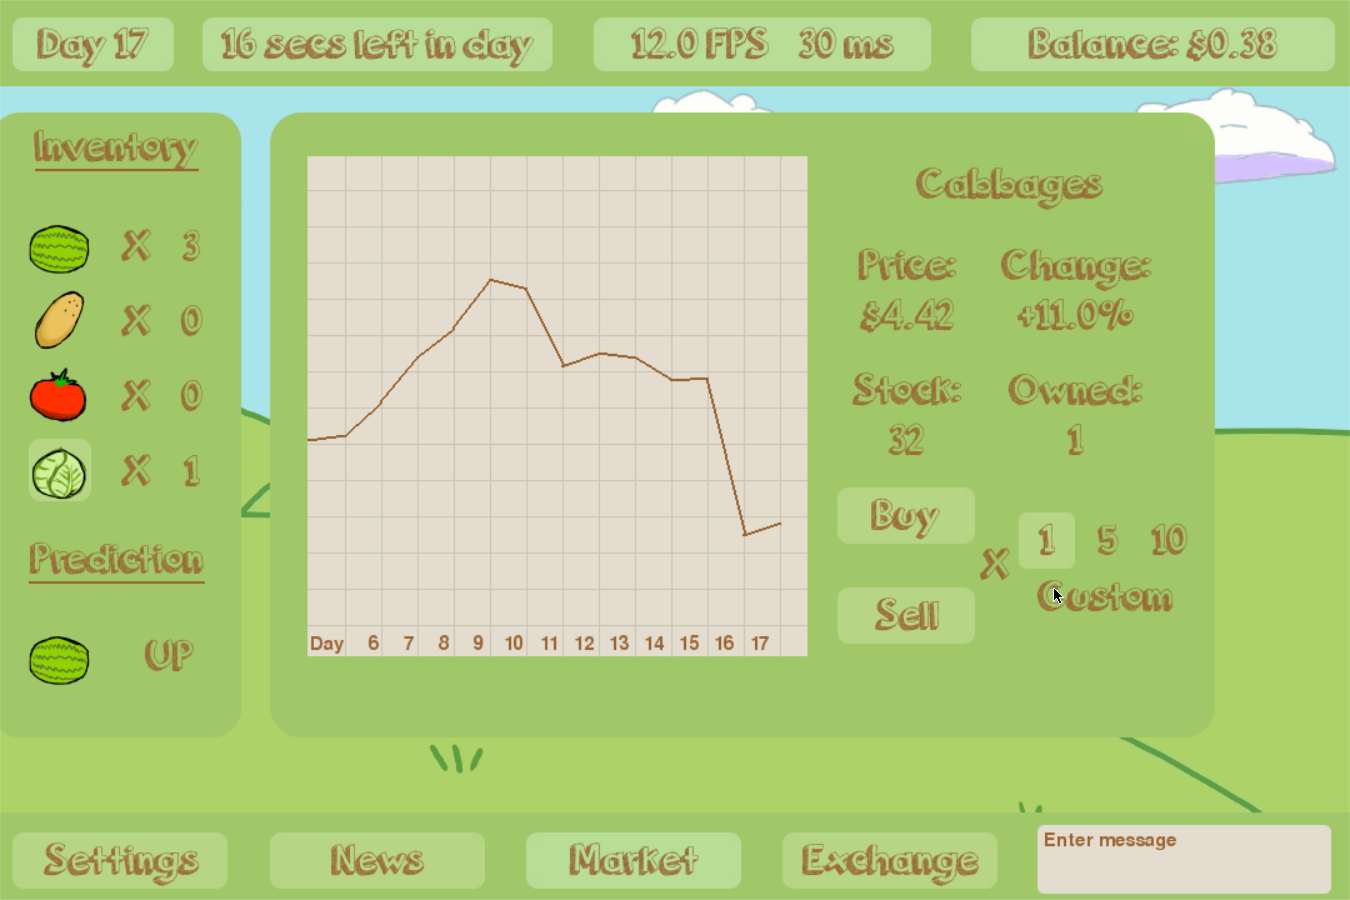 Day 17
16 secs left in day
12.0 FPS 30 ms
Balance: $0.38
Inventory
X 3
X 0
X 0
X 1
Prediction
UP
Day 6 7 8 9 10 11 12 13 14 15 16 17
Cabbages
Price: Change:
$4.42 +11.0%
Stock: Owned:
32 1
Buy
Sell
X
1 5 10
Custom
Settings
News
Market
Exchange
Enter message